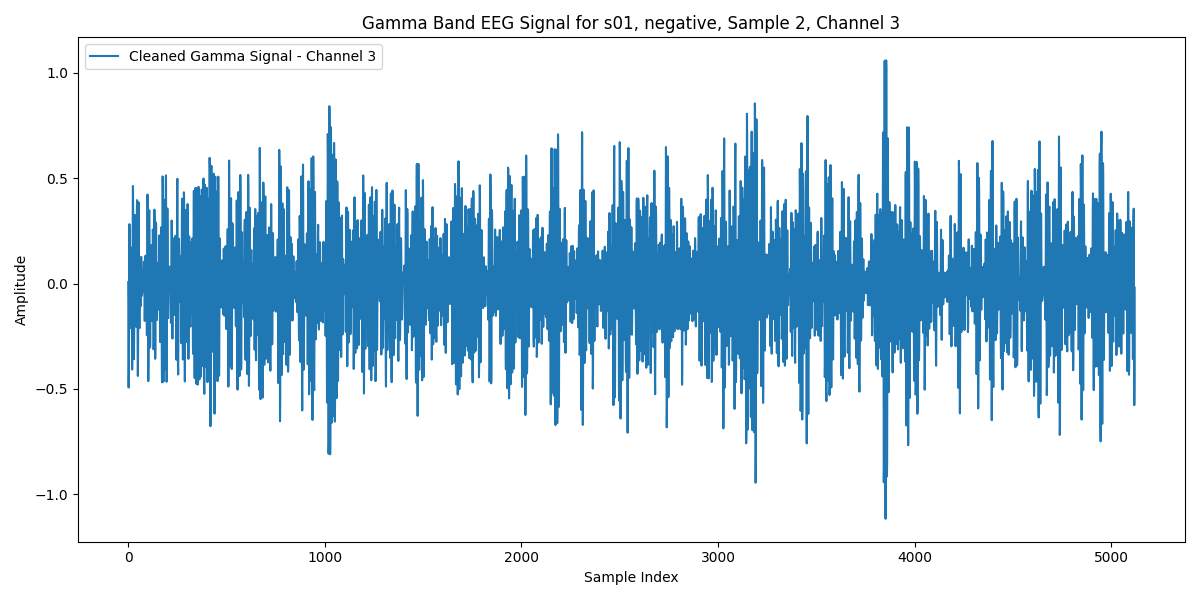 Gamma Band EEG Signal for s01, negative, Sample 2, Channel 3
Cleaned Gamma Signal - Channel 3
1.0
0.5
0.0
−0.5
−1.0
Amplitude
0 1000 2000 3000 4000 5000
Sample Index